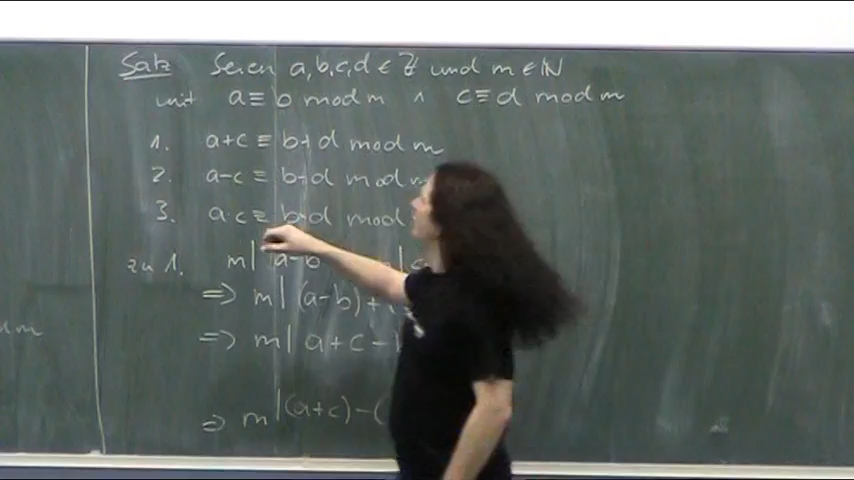 Satz Seien a,b,c,d ∈ ℤ und m ∈ ℕ
mit a ≡ b mod m ∧ c ≡ d mod m
1. a+c ≡ b+d mod m
2. a-c ≡ b-d mod m
3. a·c ≡ b·d mod
zu 1. m | a-b
⇒ m | (a-b)+
⇒ m | a+c-
⇒ m | (a+c)-(